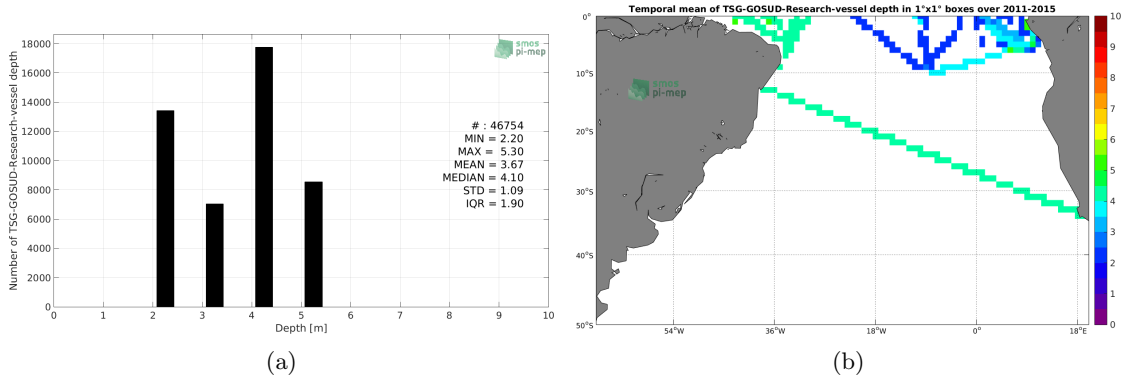 Number of TSG-GOSUD-Research-vessel depth
18000
16000
14000
12000
10000
8000
6000
4000
2000
0
0 1 2 3 4 5 6 7 8 9 10
Depth [m]
smos
pi-mep
# : 46754
MIN = 2.20
MAX = 5.30
MEAN = 3.67
MEDIAN = 4.10
STD = 1.09
IQR = 1.90
(a)
Temporal mean of TSG-GOSUD-Research-vessel depth in 1°x1° boxes over 2011-2015
0°
10°S
20°S
30°S
40°S
50°S
54°W 36°W 18°W 0° 18°E
smos
pi-mep
10
9
8
7
6
5
4
3
2
1
0
(b)